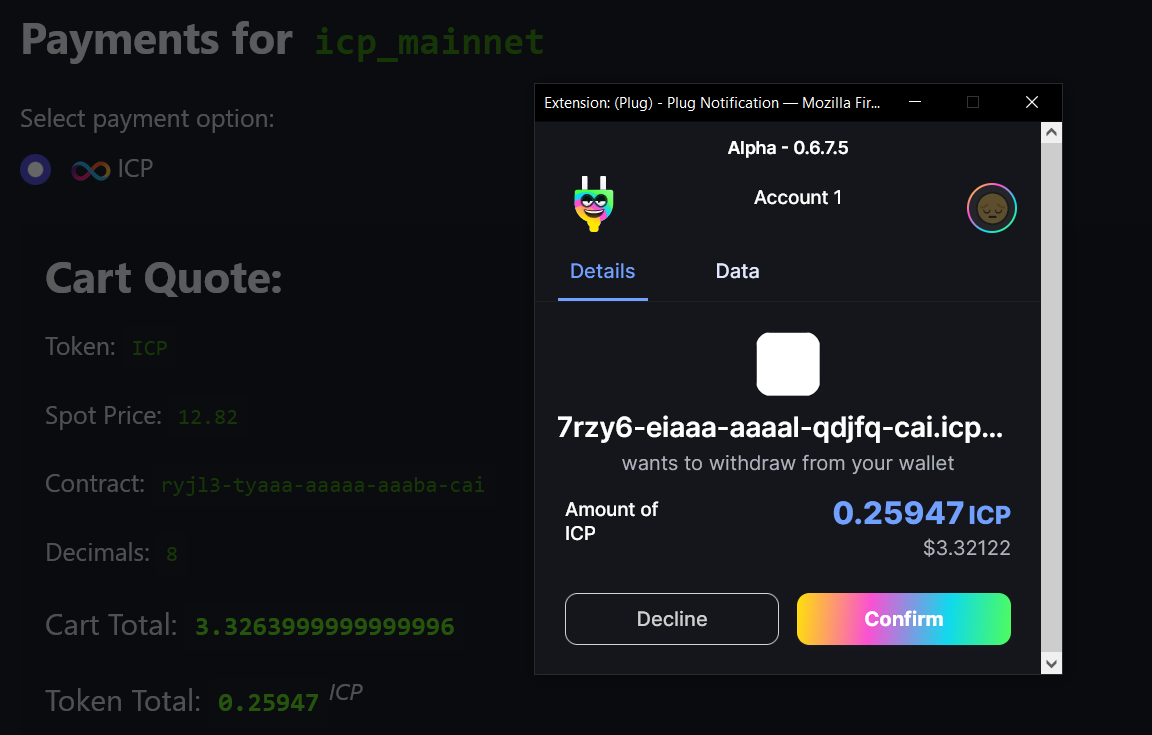 Payments for icp_mainnet
Select payment option:
ICP
Cart Quote:
Token: ICP
Spot Price: 12.82
Contract: ryjl3-tyaaa-aaaaa-aaaba-cai
Decimals: 8
Cart Total: 3.3263999999999996
Token Total: 0.25947 ICP
Extension: (Plug) - Plug Notification — Mozilla Fir...
Alpha - 0.6.7.5
Account 1
Details Data
7rzy6-eiaaa-aaaal-qdjfq-cai.icp...
wants to withdraw from your wallet
Amount of
ICP
0.25947 ICP
$3.32122
Decline Confirm